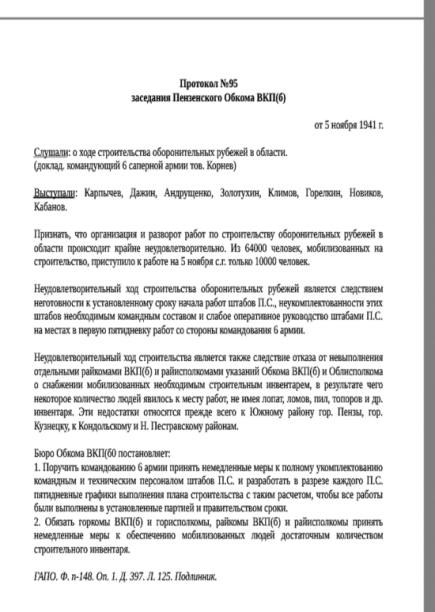 Протокол №95
заседания Пензенского Обкома ВКП(б)
от 5 ноября 1941 г.
Слушали: о ходе строительства оборонительных рубежей в области.
(доклад. командующий 6 саперной армии тов. Корнев)
Выступали: Карпычев, Дажин, Андрущенко, Золотухин, Климов, Горелкин, Новиков,
Кабанов.
Признать, что организация и разворот работ по строительству оборонительных рубежей в
области происходит крайне неудовлетворительно. Из 64000 человек, мобилизованных на
строительство, приступило к работе на 5 ноября с.г. только 10000 человек.
Неудовлетворительный ход строительства оборонительных рубежей является следствием
неготовности к установленному сроку начала работ штабов П.С., неукомплектованности этих
штабов необходимым командным составом и слабое оперативное руководство штабами П.С.
на местах в первую пятидневку работ со стороны командования 6 армии.
Неудовлетворительный ход строительства является также следствие отказа от невыполнения
отдельными райкомами ВКП(б) и райисполкомами указаний Обкома ВКП(б) и Облисполкома
о снабжении мобилизованных необходимым строительным инвентарем, в результате чего
некоторое количество людей явилось к месту работ, не имея лопат, ломов, пил, топоров и др.
инвентаря. Эти недостатки относятся прежде всего к Южному району гор. Пензы, гор.
Кузнецку, к Кондольскому и Н. Пестравскому районам.
Бюро Обкома ВКП(б0 постановляет:
1. Поручить командованию 6 армии принять немедленные меры к полному укомплектованию
командным и техническим персоналом штабов П.С. и разработать в разрезе каждого П.С.
пятидневные графики выполнения плана строительства с таким расчетом, чтобы все работы
были выполнены в установленные партией и правительством сроки.
2. Обязать горкомы ВКП(б) и горисполкомы, райкомы ВКП(б) и райисполкомы принять
немедленные меры к обеспечению мобилизованных людей достаточным количеством
строительного инвентаря.
ГАПО. Ф. п-148. Оп. 1. Д. 397. Л. 125. Подлинник.